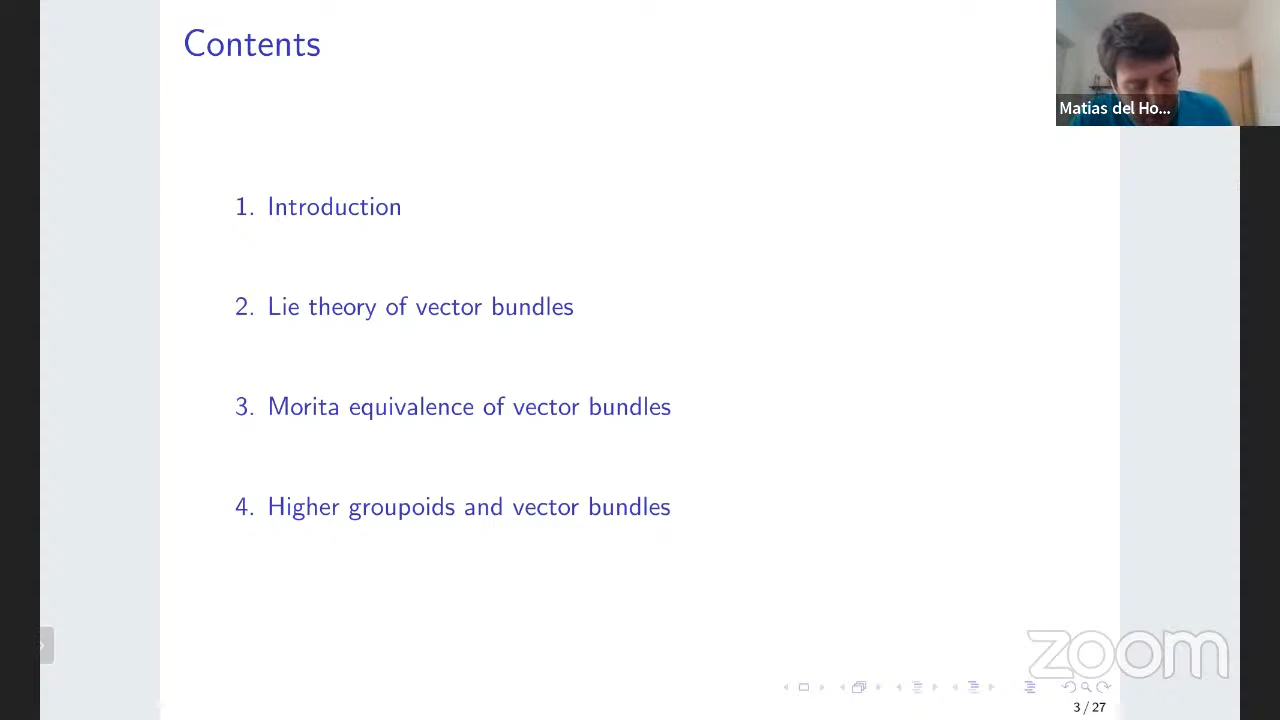 Contents
Matias del Ho...
1. Introduction
2. Lie theory of vector bundles
3. Morita equivalence of vector bundles
4. Higher groupoids and vector bundles
zoom
3 / 27